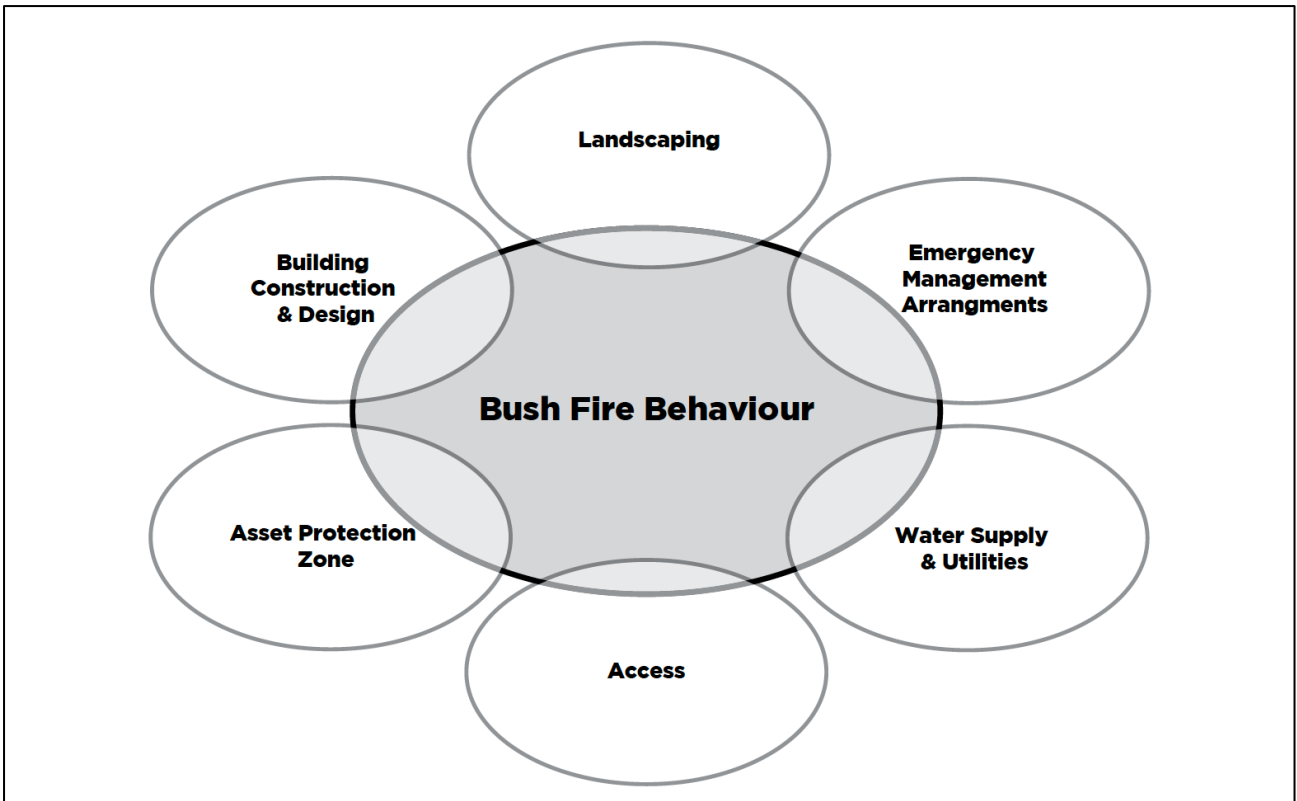 Landscaping
Building
Construction
& Design
Emergency
Management
Arrangments
Bush Fire Behaviour
Asset Protection
Zone
Water Supply
& Utilities
Access